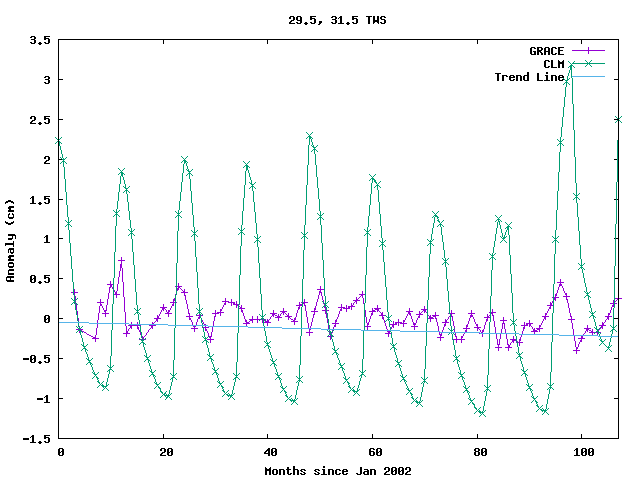 29.5, 31.5 TWS
GRACE
CLM
Trend Line
3.5
3
2.5
2
1.5
1
0.5
0
-0.5
-1
-1.5
Anomaly (cm)
0 20 40 60 80 100
Months since Jan 2002